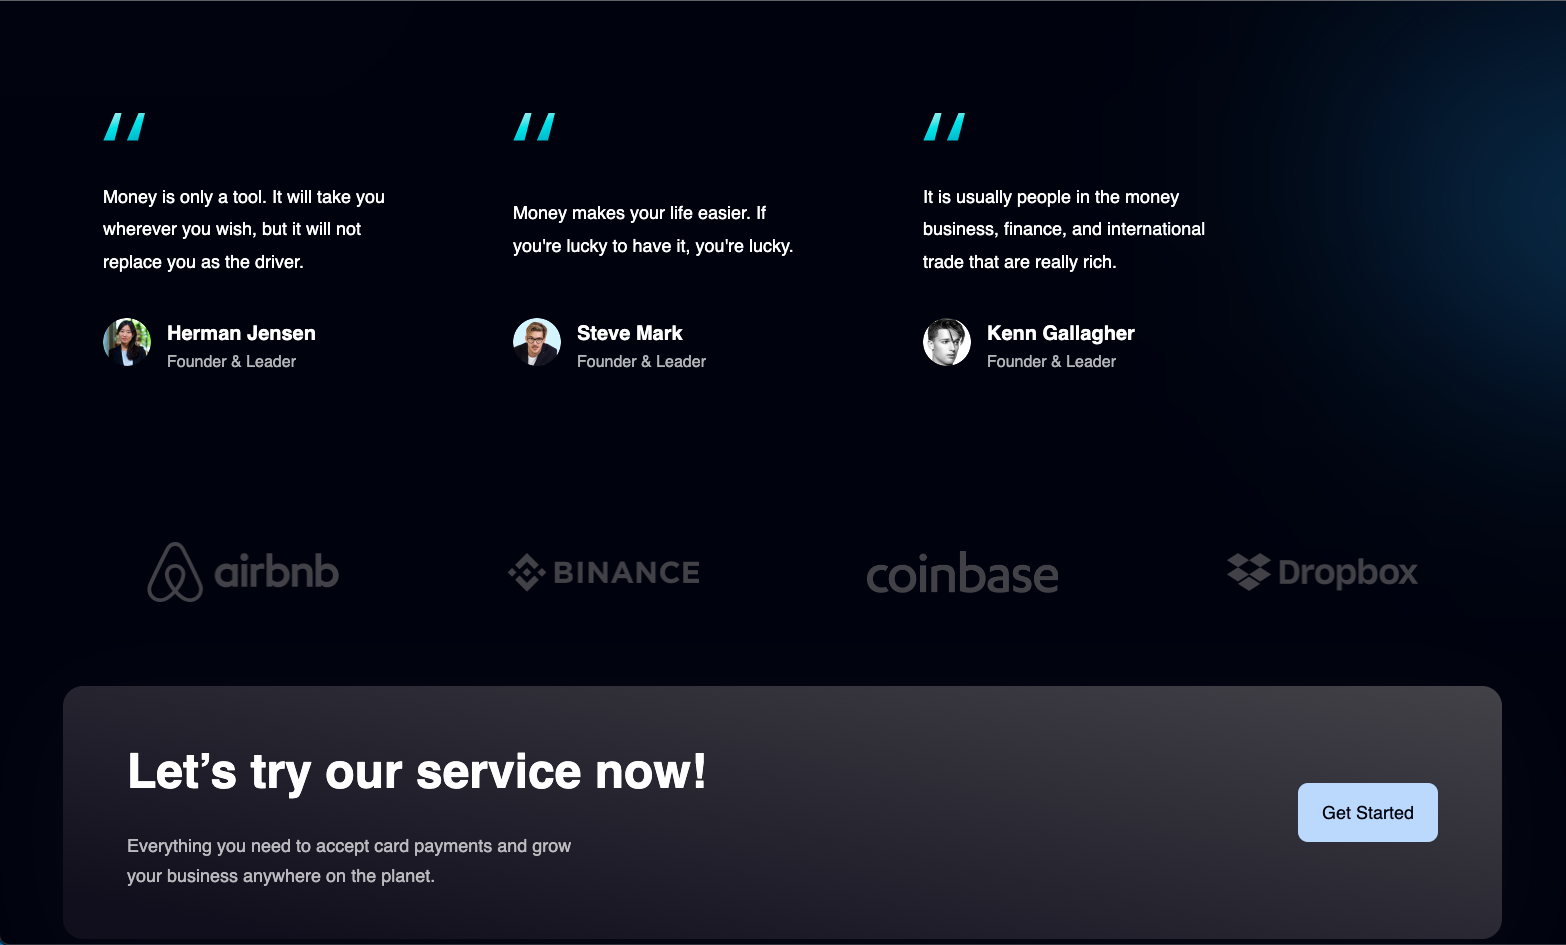 Money is only a tool. It will take you
wherever you wish, but it will not
replace you as the driver.
Herman Jensen
Founder & Leader
Money makes your life easier. If
you're lucky to have it, you're lucky.
Steve Mark
Founder & Leader
It is usually people in the money
business, finance, and international
trade that are really rich.
Kenn Gallagher
Founder & Leader
airbnb
BINANCE
coinbase
Dropbox
Let’s try our service now!
Everything you need to accept card payments and grow
your business anywhere on the planet.
Get Started